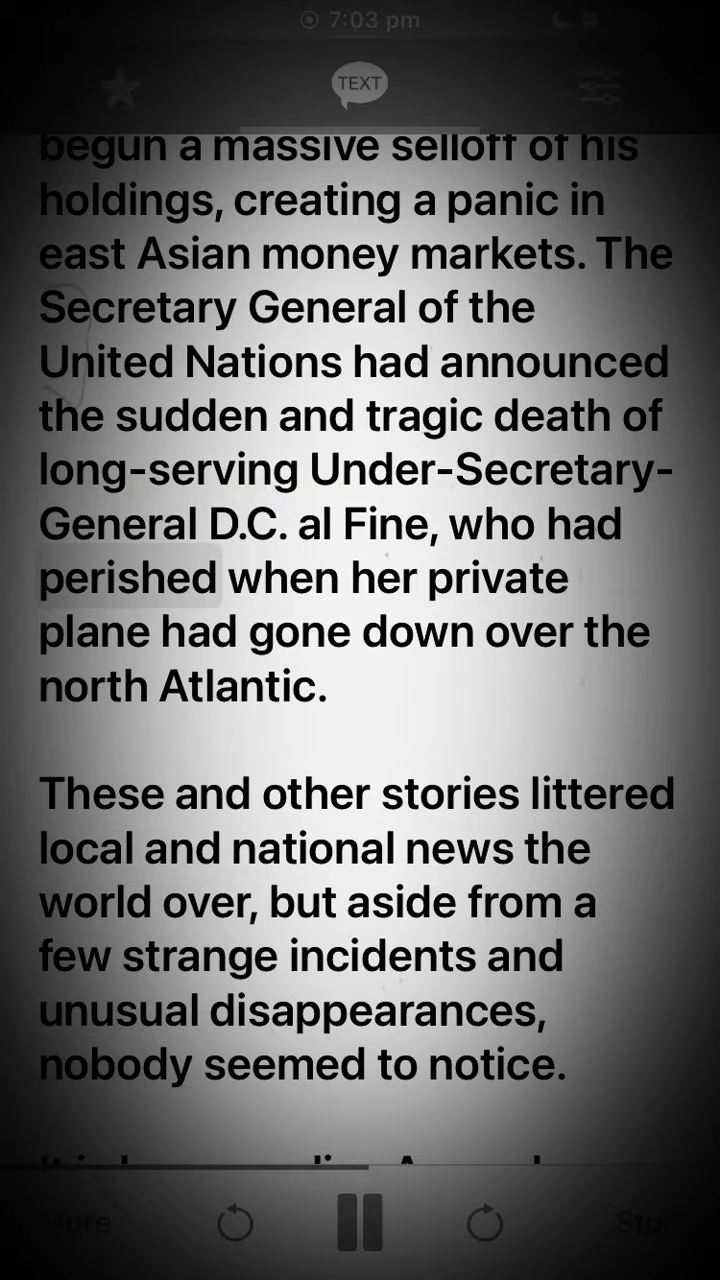 7:03 pm
TEXT
begun a massive selloff of his
holdings, creating a panic in
east Asian money markets. The
Secretary General of the
United Nations had announced
the sudden and tragic death of
long-serving Under-Secretary-
General D.C. al Fine, who had
perished when her private
plane had gone down over the
north Atlantic.
These and other stories littered
local and national news the
world over, but aside from a
few strange incidents and
unusual disappearances,
nobody seemed to notice.
More